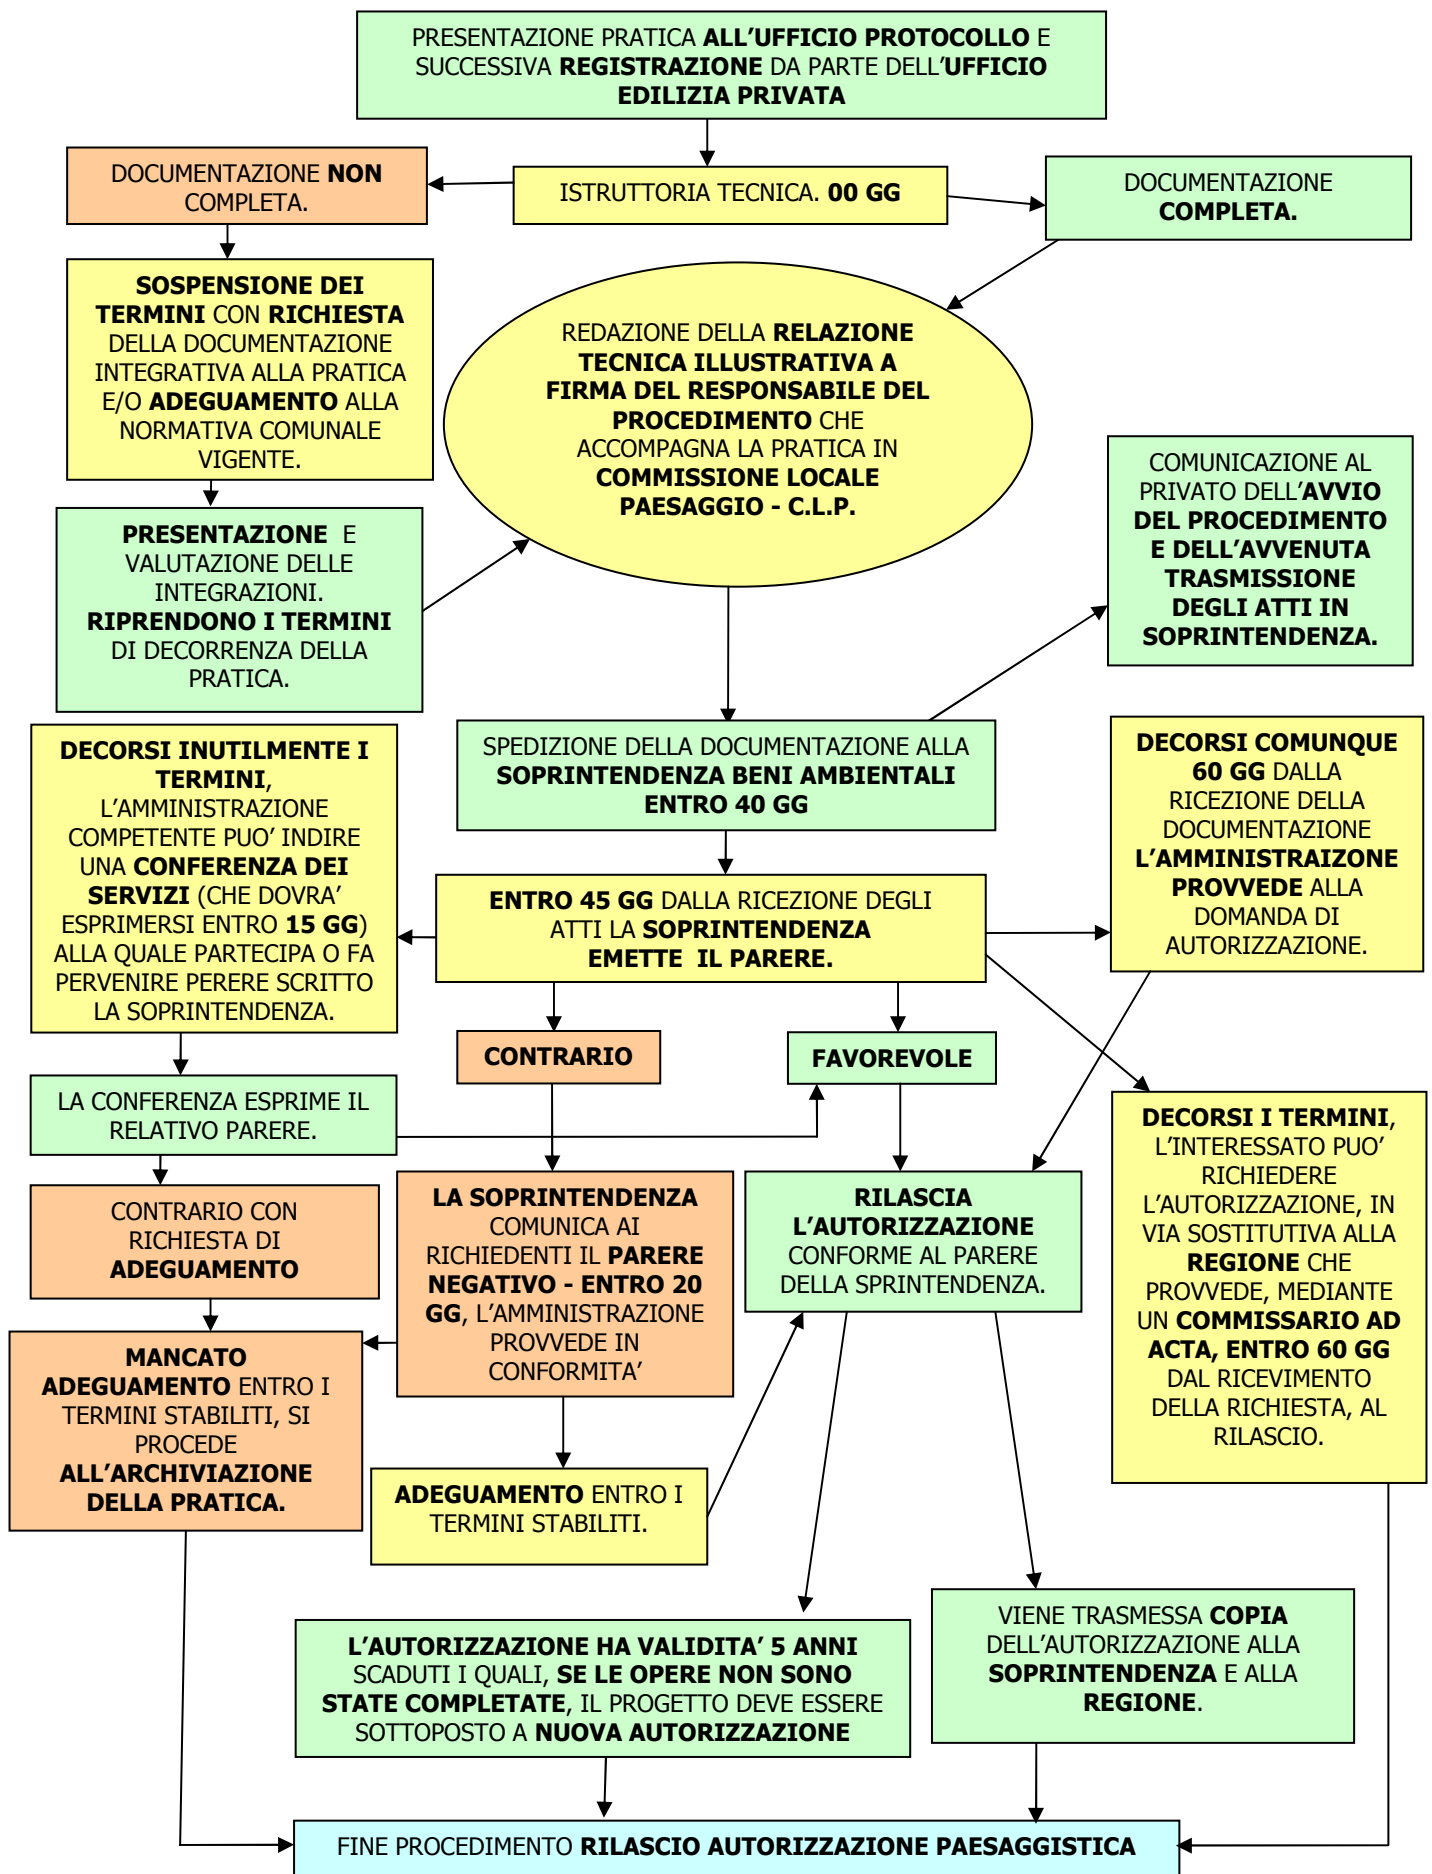 PRESENTAZIONE PRATICA ALL'UFFICIO PROTOCOLLO E
SUCCESSIVA REGISTRAZIONE DA PARTE DELL'UFFICIO
EDILIZIA PRIVATA
DOCUMENTAZIONE NON
COMPLETA.
ISTRUTTORIA TECNICA. 00 GG
DOCUMENTAZIONE
COMPLETA.
SOSPENSIONE DEI
TERMINI CON RICHIESTA
DELLA DOCUMENTAZIONE
INTEGRATIVA ALLA PRATICA
E/O ADEGUAMENTO ALLA
NORMATIVA COMUNALE
VIGENTE.
REDAZIONE DELLA RELAZIONE
TECNICA ILLUSTRATIVA A
FIRMA DEL RESPONSABILE DEL
PROCEDIMENTO CHE
ACCOMPAGNA LA PRATICA IN
COMMISSIONE LOCALE
PAESAGGIO - C.L.P.
COMUNICAZIONE AL
PRIVATO DELL'AVVIO
DEL PROCEDIMENTO
E DELL'AVVENUTA
TRASMISSIONE
DEGLI ATTI IN
SOPRINTENDENZA.
PRESENTAZIONE E
VALUTAZIONE DELLE
INTEGRAZIONI.
RIPRENDONO I TERMINI
DI DECORRENZA DELLA
PRATICA.
SPEDIZIONE DELLA DOCUMENTAZIONE ALLA
SOPRINTENDENZA BENI AMBIENTALI
ENTRO 40 GG
DECORSI INUTILMENTE I
TERMINI,
L'AMMINISTRAZIONE
COMPETENTE PUO' INDIRE
UNA CONFERENZA DEI
SERVIZI (CHE DOVRA'
ESPRIMERSI ENTRO 15 GG)
ALLA QUALE PARTECIPA O FA
PERVENIRE PERERE SCRITTO
LA SOPRINTENDENZA.
ENTRO 45 GG DALLA RICEZIONE DEGLI
ATTI LA SOPRINTENDENZA
EMETTE IL PARERE.
DECORSI COMUNQUE
60 GG DALLA
RICEZIONE DELLA
DOCUMENTAZIONE
L'AMMINISTRAIZONE
PROVVEDE ALLA
DOMANDA DI
AUTORIZZAZIONE.
CONTRARIO
FAVOREVOLE
LA CONFERENZA ESPRIME IL
RELATIVO PARERE.
CONTRARIO CON
RICHIESTA DI
ADEGUAMENTO
LA SOPRINTENDENZA
COMUNICA AI
RICHIEDENTI IL PARERE
NEGATIVO - ENTRO 20
GG, L'AMMINISTRAZIONE
PROVVEDE IN
CONFORMITA'
RILASCIA
L'AUTORIZZAZIONE
CONFORME AL PARERE
DELLA SPRINTENDENZA.
DECORSI I TERMINI,
L'INTERESSATO PUO'
RICHIEDERE
L'AUTORIZZAZIONE, IN
VIA SOSTITUTIVA ALLA
REGIONE CHE
PROVVEDE, MEDIANTE
UN COMMISSARIO AD
ACTA, ENTRO 60 GG
DAL RICEVIMENTO
DELLA RICHIESTA, AL
RILASCIO.
MANCATO
ADEGUAMENTO ENTRO I
TERMINI STABILITI, SI
PROCEDE
ALL'ARCHIVIAZIONE
DELLA PRATICA.
ADEGUAMENTO ENTRO I
TERMINI STABILITI.
L'AUTORIZZAZIONE HA VALIDITA' 5 ANNI
SCADUTI I QUALI, SE LE OPERE NON SONO
STATE COMPLETATE, IL PROGETTO DEVE ESSERE
SOTTOPOSTO A NUOVA AUTORIZZAZIONE
VIENE TRASMESSA COPIA
DELL'AUTORIZZAZIONE ALLA
SOPRINTENDENZA E ALLA
REGIONE.
FINE PROCEDIMENTO RILASCIO AUTORIZZAZIONE PAESAGGISTICA